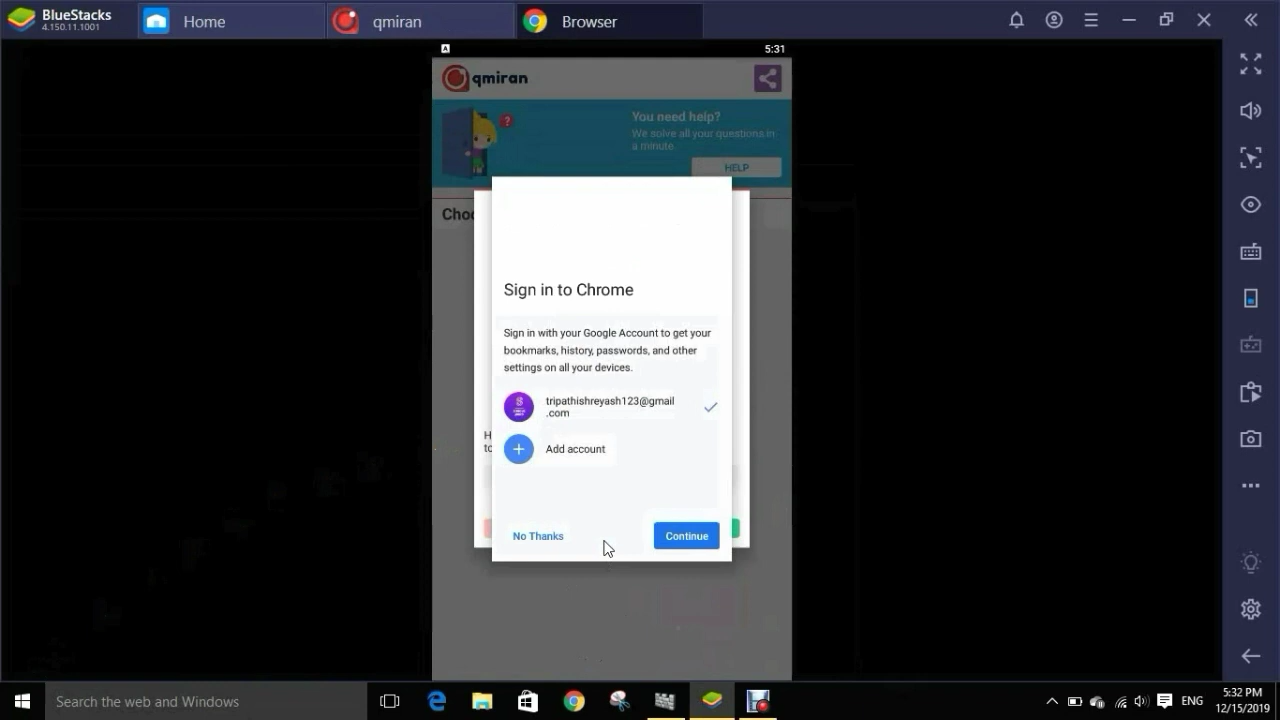 BlueStacks
4.150.11.1001
Home
qmiran
Browser
A
5:31
qmiran
You need help?
We solve all your questions in
a minute.
HELP
Choo
Sign in to Chrome
Sign in with your Google Account to get your
bookmarks, history, passwords, and other
settings on all your devices.
tripathishreyash123@gmail
.com
Add account
H
to
No Thanks
Continue
Search the web and Windows
ENG
5:32 PM
12/15/2019